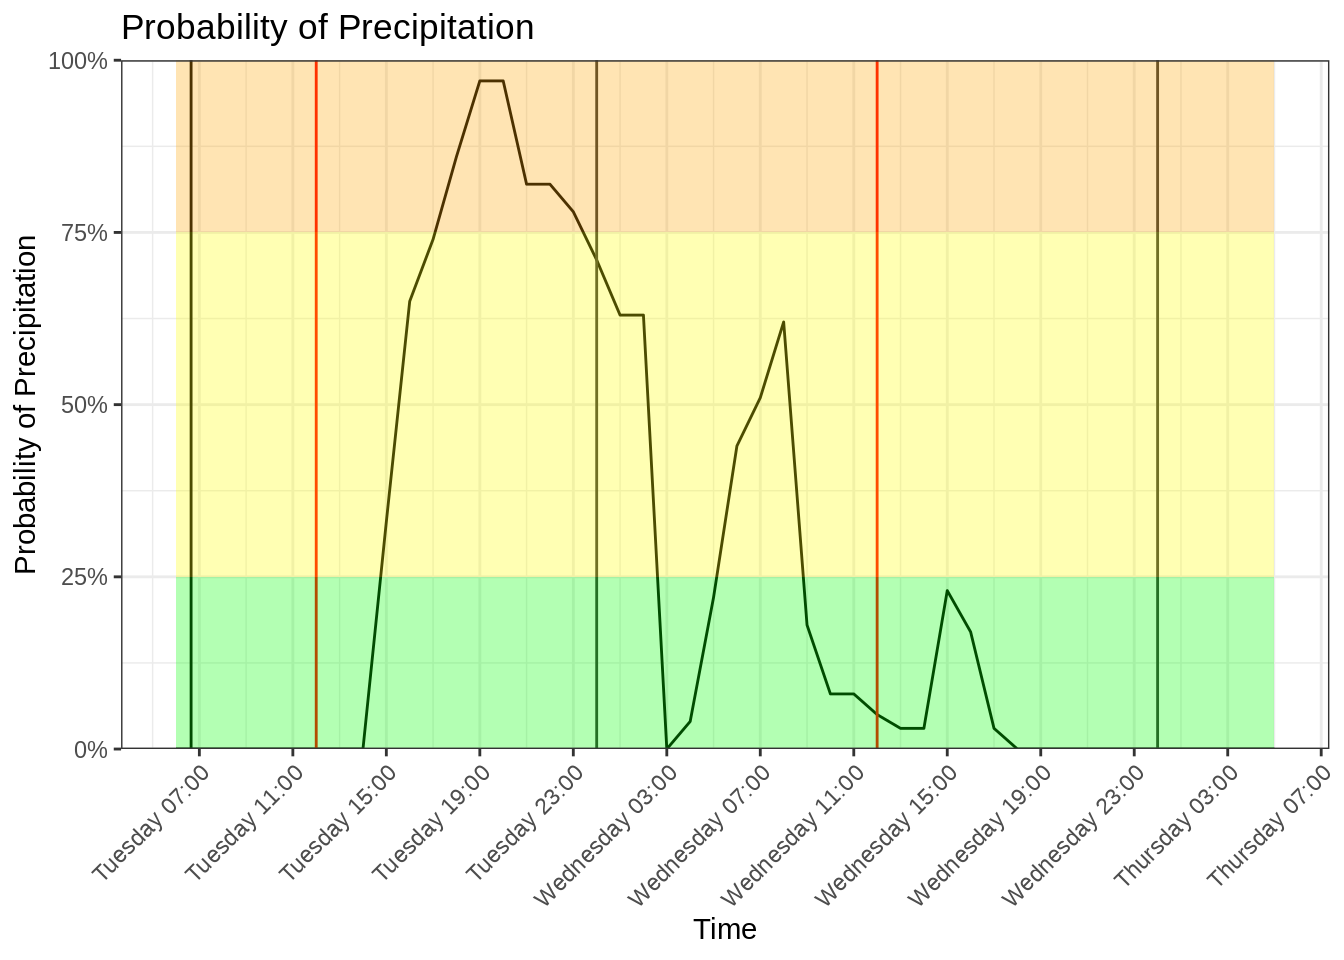 Probability of Precipitation
Probability of Precipitation
100%
75%
50%
25%
0%
Tuesday 07:00
Tuesday 11:00
Tuesday 15:00
Tuesday 19:00
Tuesday 23:00
Wednesday 03:00
Wednesday 07:00
Wednesday 11:00
Wednesday 15:00
Wednesday 19:00
Wednesday 23:00
Thursday 03:00
Thursday 07:00
Time